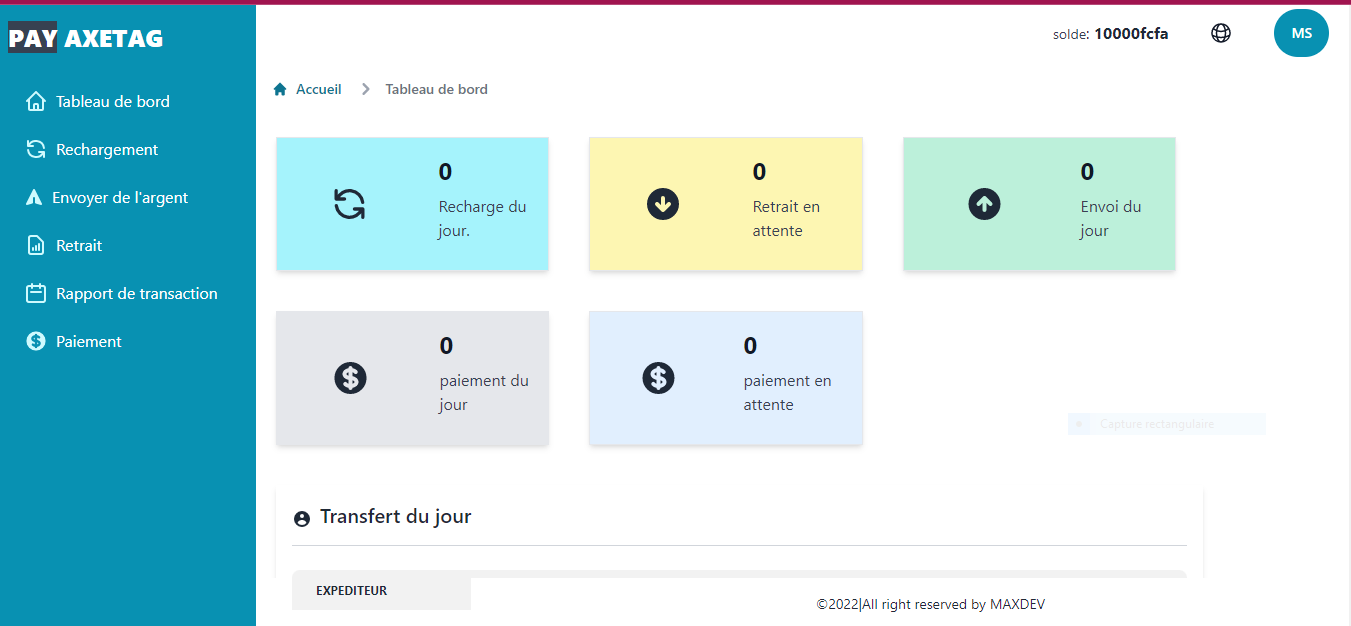 PAY AXETAG
solde: 10000fcfa
MS
Tableau de bord
Rechargement
Envoyer de l'argent
Retrait
Rapport de transaction
Paiement
Accueil
Tableau de bord
0
Recharge du
jour.
0
Retrait en
attente
0
Envoi du
jour
0
paiement du
jour
0
paiement en
attente
Capture rectangulaire
Transfert du jour
EXPEDITEUR
©2022|All right reserved by MAXDEV